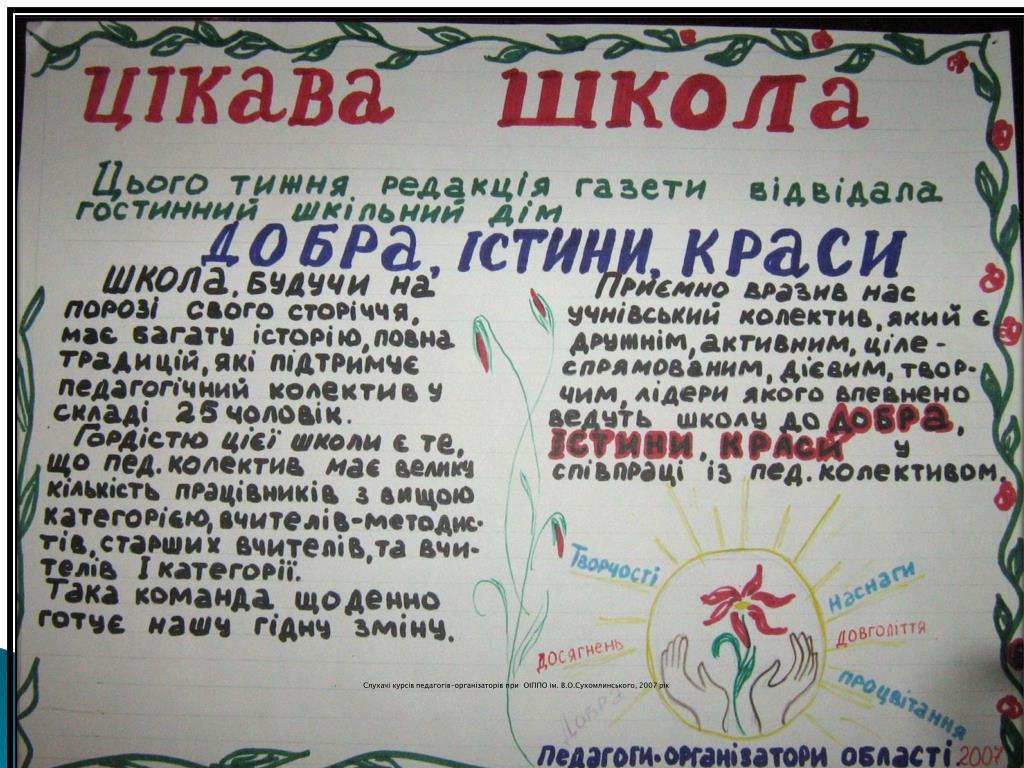 ЦІКАВА ШКОЛА
Цього тижня редакція газети відвідала
гостинний шкільний дім
ДОБРА, ІСТИНИ, КРАСИ
ШКОЛА, будучи на
порозі свого сторіччя,
має багату історію, повна
традицій, які підтримує
педагогічний колектив у
складі 25 чоловік.
Гордістю цієї школи є те,
що пед. колектив має велику
кількість працівників з вищою
категорією, вчителів-методис-
тів, старших вчителів, та вчи-
телів І категорії.
Така команда щоденно
готує нашу гідну зміну.
Приємно вразив нас
учнівський колектив, який є
дружнім, активним, ціле-
спрямованим, дієвим, твор-
чим, лідери якого впевнено
ведуть школу до ДОБРА,
ІСТИНИ, КРАСИ у
співпраці із пед. колективом.
Творчості
наснаги
досягнень
довголіття
процвітання
Добра
Слухачі курсів педагогів-організаторів при ОІППО ім. В.О.Сухомлинського, 2007 рік
Педагоги-організатори області 2007